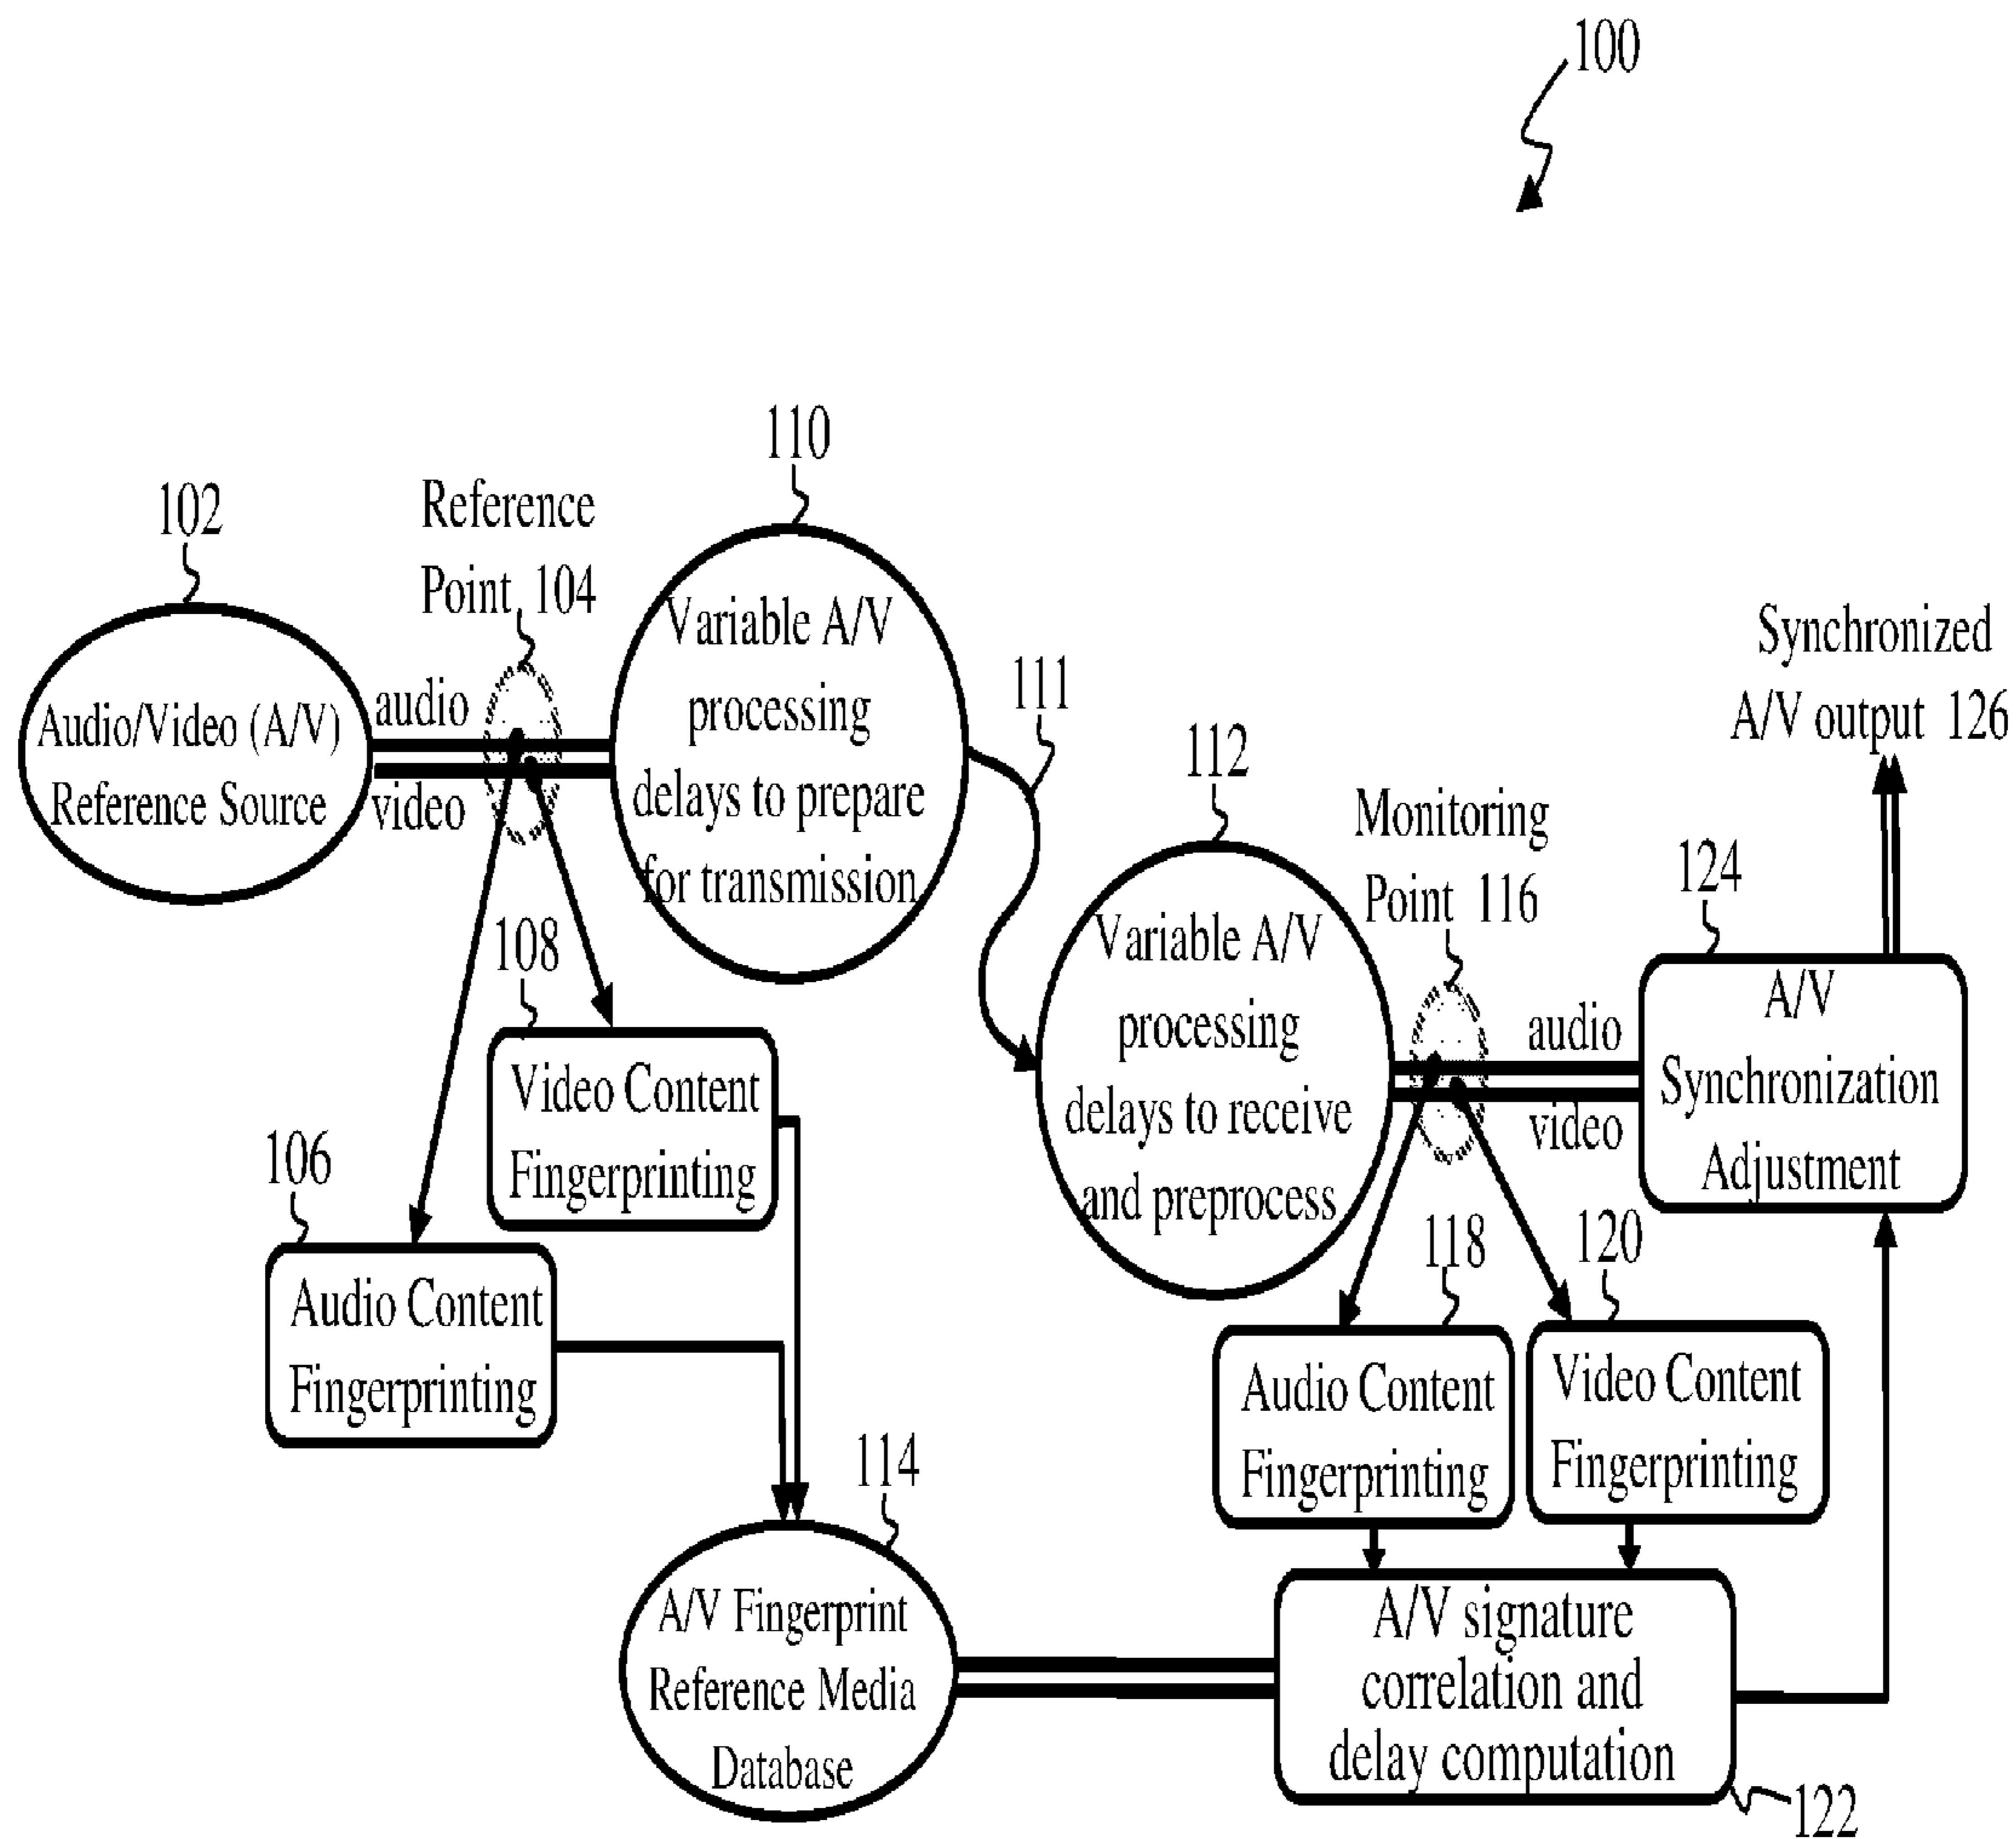 100
110
102
Reference
Point 104
Audio/Video (A/V)
Reference Source
audio
video
Variable A/V
processing
delays to prepare
for transmission
111
112
Variable A/V
processing
delays to receive
and preprocess
Monitoring
Point 116
audio
video
Synchronized
A/V output 126
124
A/V
Synchronization
Adjustment
108
Video Content
Fingerprinting
106
Audio Content
Fingerprinting
118
Audio Content
Fingerprinting
120
Video Content
Fingerprinting
114
A/V Fingerprint
Reference Media
Database
A/V signature
correlation and
delay computation
122